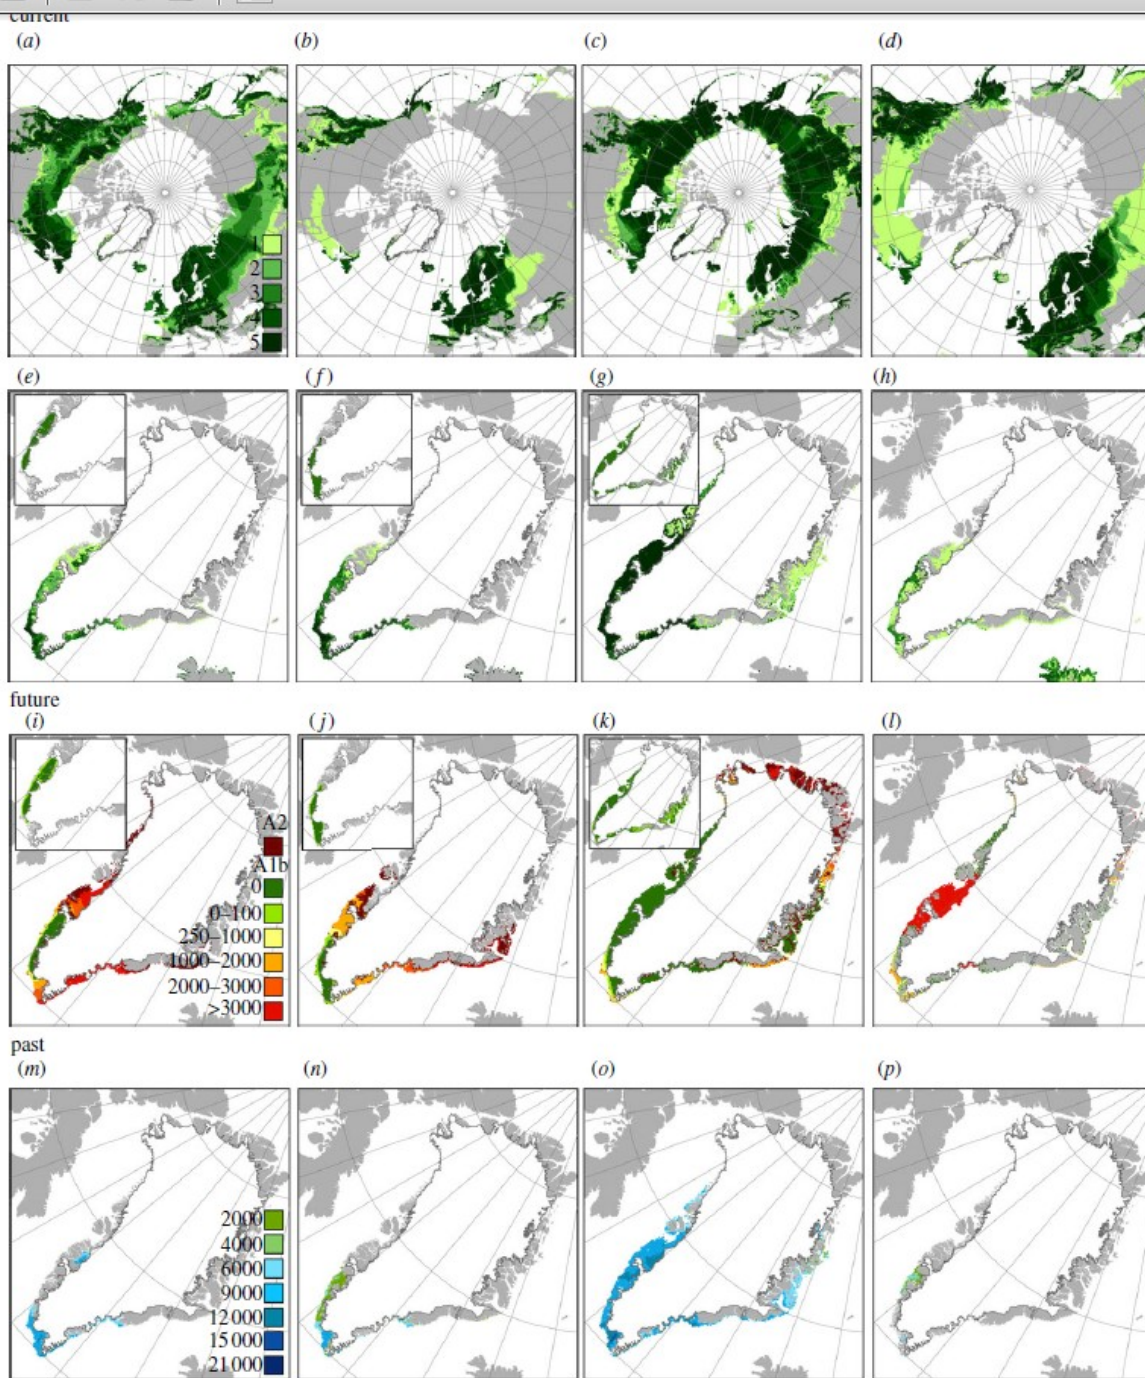 current
(a)
(b)
(c)
(d)
1
2
3
4
5
(e)
(f)
(g)
(h)
future
(i)
(j)
(k)
(l)
A2
A1b
0
0–100
250–1000
1000–2000
2000–3000
>3000
past
(m)
(n)
(o)
(p)
2000
4000
6000
9000
12 000
15 000
21 000